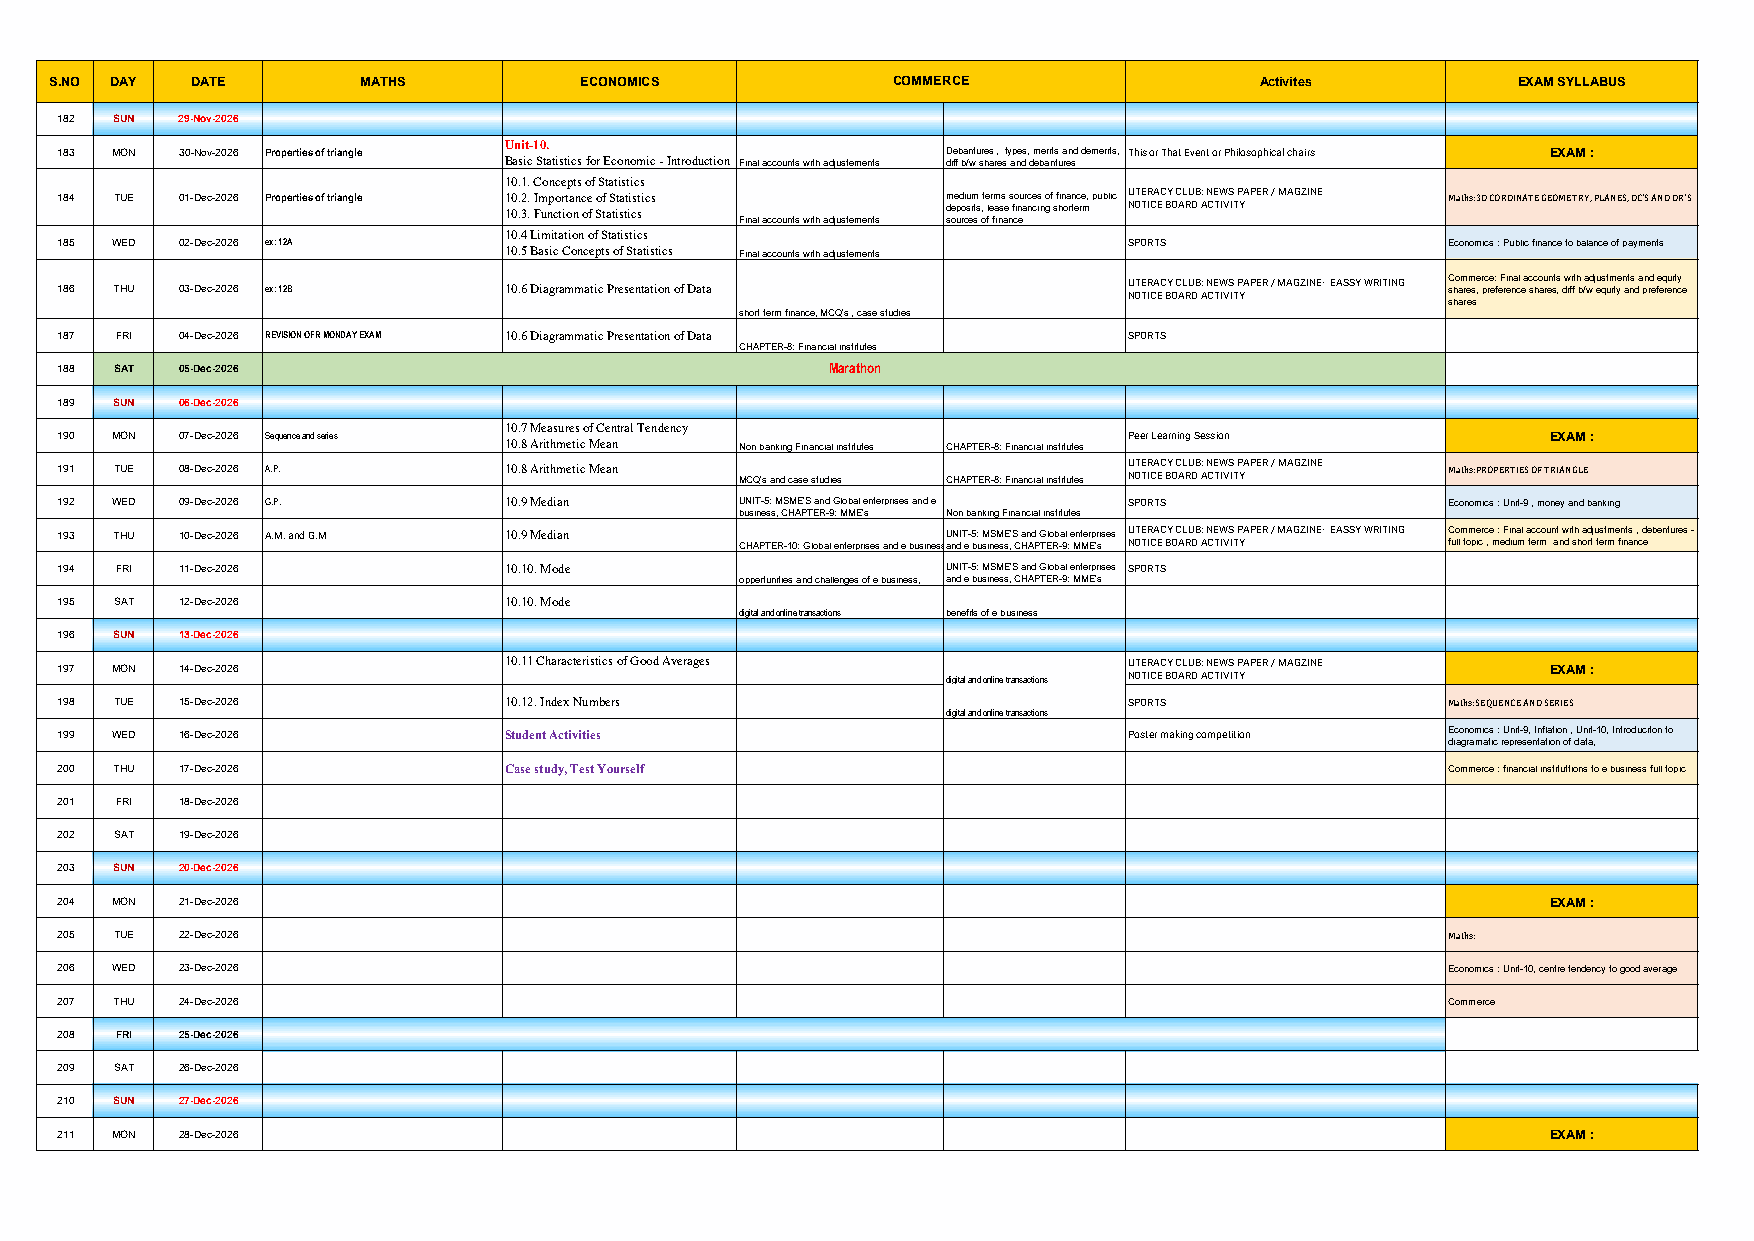 S.NO DAY DATE MATHS ECONOMICS COMMERCE Activites EXAM SYLLABUS
182 SUN 29-Nov-2026
183 MON 30-Nov-2026 Properties of triangle Unit-10. Basic Statistics for Economic - Introduction Final accounts with adjustements Debantures , types, merits and demerits, diff b/w shares and debantures This or That Event or Philosophical chairs EXAM :
184 TUE 01-Dec-2026 Properties of triangle 10.1. Concepts of Statistics 10.2. Importance of Statistics 10.3. Function of Statistics Final accounts with adjustements medium terms sources of finance, public deposits, lease financing shorterm sources of finance LITERACY CLUB: NEWS PAPER / MAGZINE NOTICE BOARD ACTIVITY Maths:3D CORDINATE GEOMETRY, PLANES, DC'S AND DR'S
185 WED 02-Dec-2026 ex: 12A 10.4 Limitation of Statistics 10.5 Basic Concepts of Statistics Final accounts with adjustements SPORTS Economics : Public finance to balance of payments
186 THU 03-Dec-2026 ex: 12B 10.6 Diagrammatic Presentation of Data short term finance, MCQ's , case studies LITERACY CLUB: NEWS PAPER / MAGZINE- EASSY WRITING NOTICE BOARD ACTIVITY Commerce: Final accounts with adjustments and equity shares, preference shares, diff b/w equity and preference shares
187 FRI 04-Dec-2026 REVISION OFR MONDAY EXAM 10.6 Diagrammatic Presentation of Data CHAPTER-8: Financial institutes SPORTS
188 SAT 05-Dec-2026 Marathon
189 SUN 06-Dec-2026
190 MON 07-Dec-2026 Sequence and series 10.7 Measures of Central Tendency 10.8 Arithmetic Mean Non banking Financial institutes CHAPTER-8: Financial institutes Peer Learning Session EXAM :
191 TUE 08-Dec-2026 A.P. 10.8 Arithmetic Mean MCQ's and case studies CHAPTER-8: Financial institutes LITERACY CLUB: NEWS PAPER / MAGZINE NOTICE BOARD ACTIVITY Maths:PROPERTIES OF TRIANGLE
192 WED 09-Dec-2026 G.P. 10.9 Median UNIT-5: MSME'S and Global enterprises and e business, CHAPTER-9: MME's Non banking Financial institutes SPORTS Economics : Unit-9 , money and banking
193 THU 10-Dec-2026 A.M. and G.M 10.9 Median CHAPTER-10: Global enterprises and e business UNIT-5: MSME'S and Global enterprises and e business, CHAPTER-9: MME's LITERACY CLUB: NEWS PAPER / MAGZINE- EASSY WRITING NOTICE BOARD ACTIVITY Commerce : Final account with adjustments , debentures - full topic , medium term and short term finance
194 FRI 11-Dec-2026 10.10. Mode oppertunities and challenges of e business, UNIT-5: MSME'S and Global enterprises and e business, CHAPTER-9: MME's SPORTS
195 SAT 12-Dec-2026 10.10. Mode digital and online transactions benefits of e business
196 SUN 13-Dec-2026
197 MON 14-Dec-2026 10.11 Characteristics of Good Averages digital and online transactions LITERACY CLUB: NEWS PAPER / MAGZINE NOTICE BOARD ACTIVITY EXAM :
198 TUE 15-Dec-2026 10.12. Index Numbers digital and online transactions SPORTS Maths:SEQUENCE AND SERIES
199 WED 16-Dec-2026 Student Activities Poster making competition Economics : Unit-9, Inflation , Unit-10, Introduciton to diagramatic representation of data,
200 THU 17-Dec-2026 Case study, Test Yourself Commerce : financial instituttions to e business full topic
201 FRI 18-Dec-2026
202 SAT 19-Dec-2026
203 SUN 20-Dec-2026
204 MON 21-Dec-2026 EXAM :
205 TUE 22-Dec-2026 Maths:
206 WED 23-Dec-2026 Economics : Unit-10, centre tendency to good average
207 THU 24-Dec-2026 Commerce
208 FRI 25-Dec-2026
209 SAT 26-Dec-2026
210 SUN 27-Dec-2026
211 MON 28-Dec-2026 EXAM :